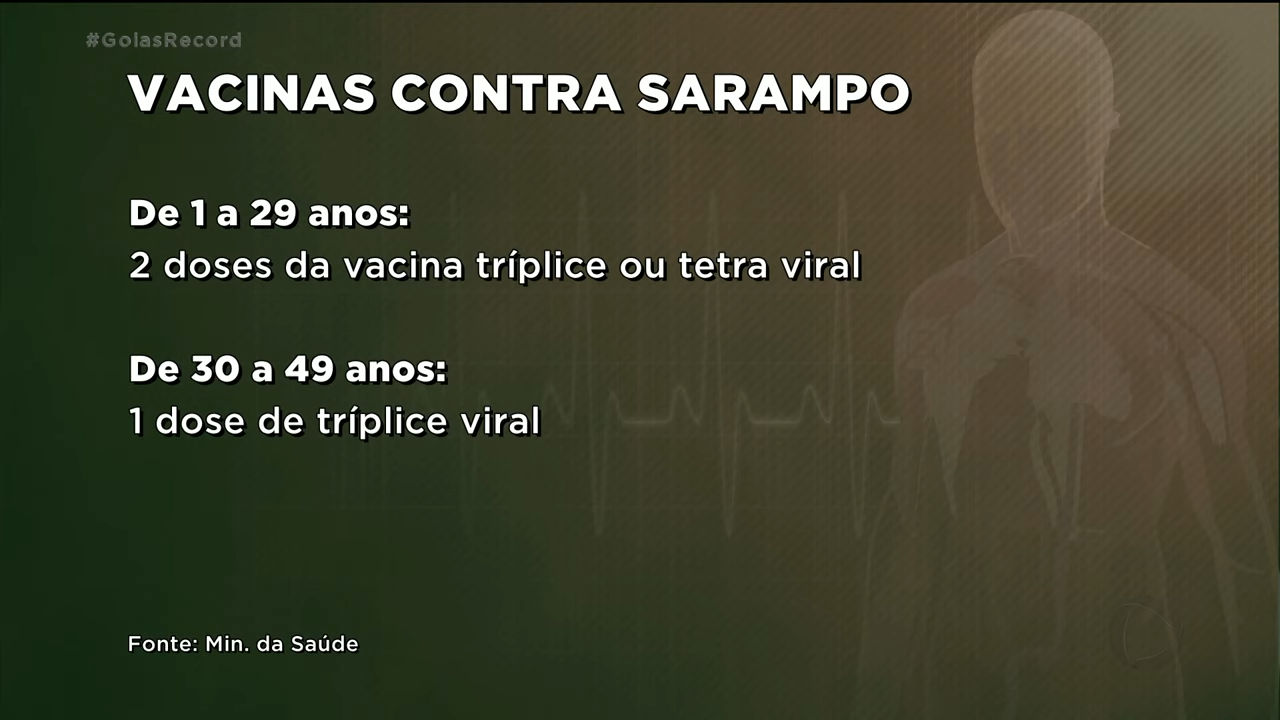 #GoiasRecord
VACINAS CONTRA SARAMPO
De 1 a 29 anos:
2 doses da vacina tríplice ou tetra viral
De 30 a 49 anos:
1 dose de tríplice viral
Fonte: Min. da Saúde